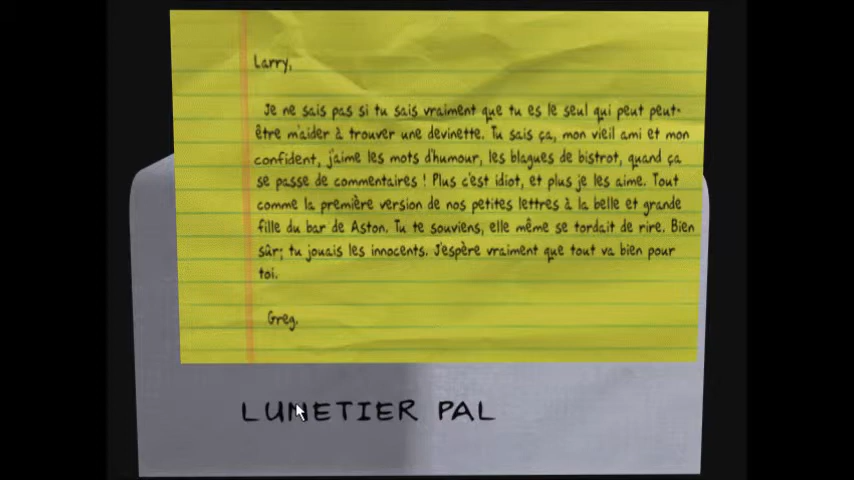 Larry,
Je ne sais pas si tu sais vraiment que tu es le seul qui peut peut-
être m'aider à trouver une devinette. Tu sais ça, mon vieil ami et mon
confident, j'aime les mots d'humour, les blagues de bistrot, quand ça
se passe de commentaires ! Plus c'est idiot, et plus je les aime. Tout
comme la première version de nos petites lettres à la belle et grande
fille du bar de Aston. Tu te souviens, elle même se tordait de rire. Bien
sûr; tu jouais les innocents. J'espère vraiment que tout va bien pour
toi.
Greg.
LUNETIER PAL